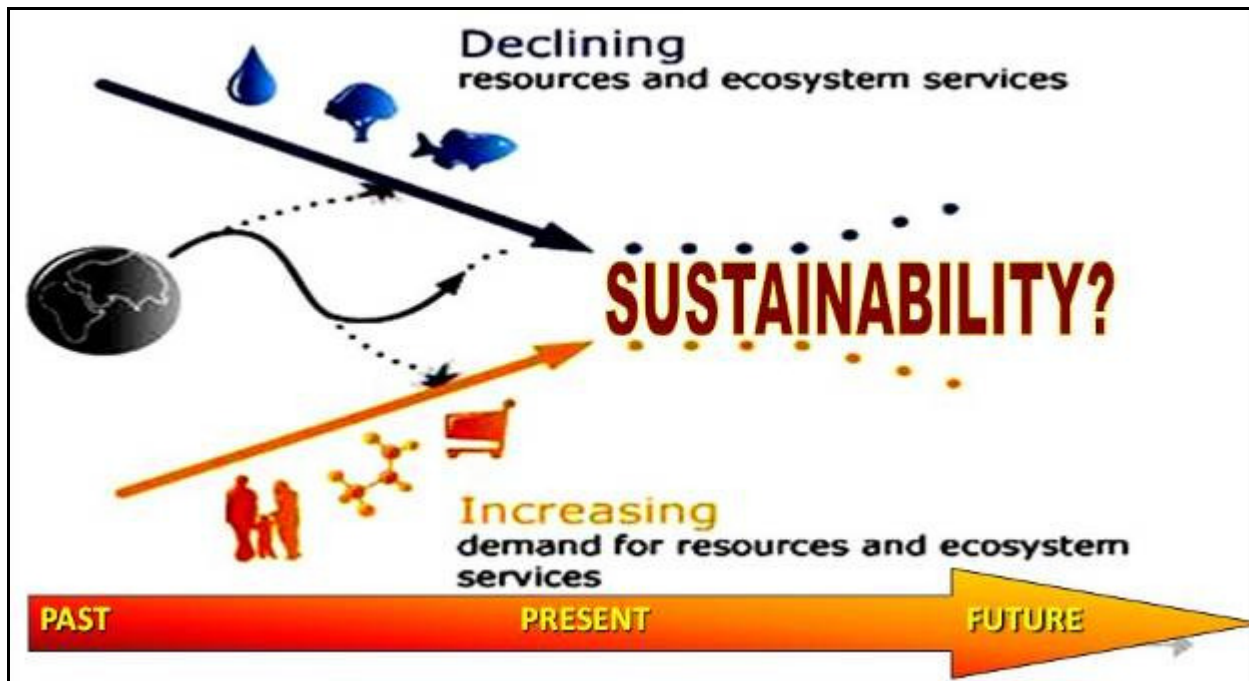 Declining
resources and ecosystem services
SUSTAINABILITY?
Increasing
demand for resources and ecosystem
services
PAST PRESENT FUTURE